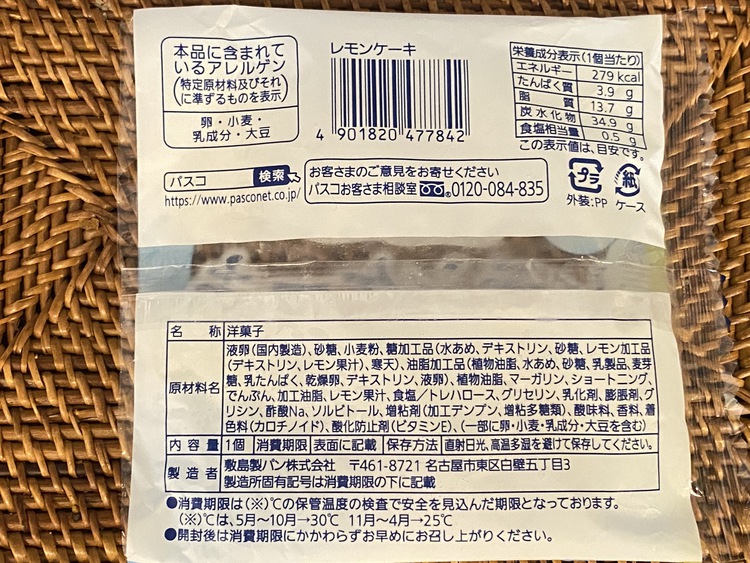 本品に含まれて
いるアレルゲン
(特定原材料及びそれ
に準ずるものを表示)
卵・小麦・
乳成分・大豆
レモンケーキ
4 901820 477842
栄養成分表示(1個当たり)
エネルギー 279 kcal
たんぱく質 3.9 g
脂質 13.7 g
炭水化物 34.9 g
食塩相当量 0.5 g
この表示値は、目安です。
パスコ 検索
https://www.pasconet.co.jp/
お客さまのご意見をお寄せください
パスコお客さま相談室 0120-084-835
プラ
外装:PP
紙
ケース
名称 洋菓子
原材料名 液卵(国内製造)、砂糖、小麦粉、糖加工品(水あめ、デキストリン、砂糖、レモン加工品
(デキストリン、レモン果汁)、寒天)、油脂加工品(植物油脂、水あめ、砂糖、乳製品、麦芽
糖、乳たんぱく、乾燥卵、デキストリン、液卵)、植物油脂、マーガリン、ショートニング、
でんぷん、加工油脂、レモン果汁、食塩/トレハロース、グリセリン、乳化剤、膨脹剤、グ
リシン、酢酸Na、ソルビトール、増粘剤(加工デンプン、増粘多糖類)、酸味料、香料、着
色料(カロチノイド)、酸化防止剤(ビタミンE)、(一部に卵・小麦・乳成分・大豆を含む)
内容量 1個 消費期限 表面に記載 保存方法 直射日光、高温多湿を避けて保存してください。
製造者 敷島製パン株式会社 〒461-8721 名古屋市東区白壁五丁目3
製造所固有記号は消費期限の下に記載
●消費期限は(※)℃の保管温度の検査で安全を見込んだ期限となっております。
(※)℃は、5月〜10月→30℃ 11月〜4月→25℃
●開封後は消費期限にかかわらずお早めにお召し上がりください。